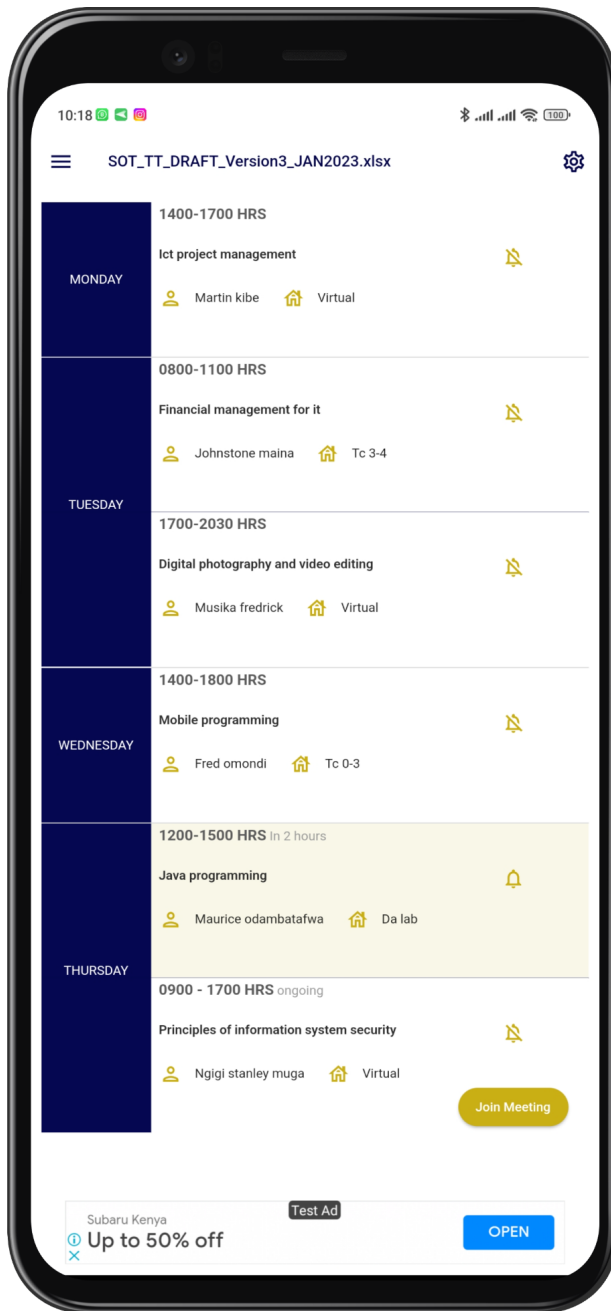 10:18 100
SOT_TT_DRAFT_Version3_JAN2023.xlsx
MONDAY
1400-1700 HRS
Ict project management
Martin kibe Virtual
TUESDAY
0800-1100 HRS
Financial management for it
Johnstone maina Tc 3-4
1700-2030 HRS
Digital photography and video editing
Musika fredrick Virtual
WEDNESDAY
1400-1800 HRS
Mobile programming
Fred omondi Tc 0-3
THURSDAY
1200-1500 HRS In 2 hours
Java programming
Maurice odambatafwa Da lab
0900 - 1700 HRS ongoing
Principles of information system security
Ngigi stanley muga Virtual
Join Meeting
Test Ad
Subaru Kenya
Up to 50% off
OPEN